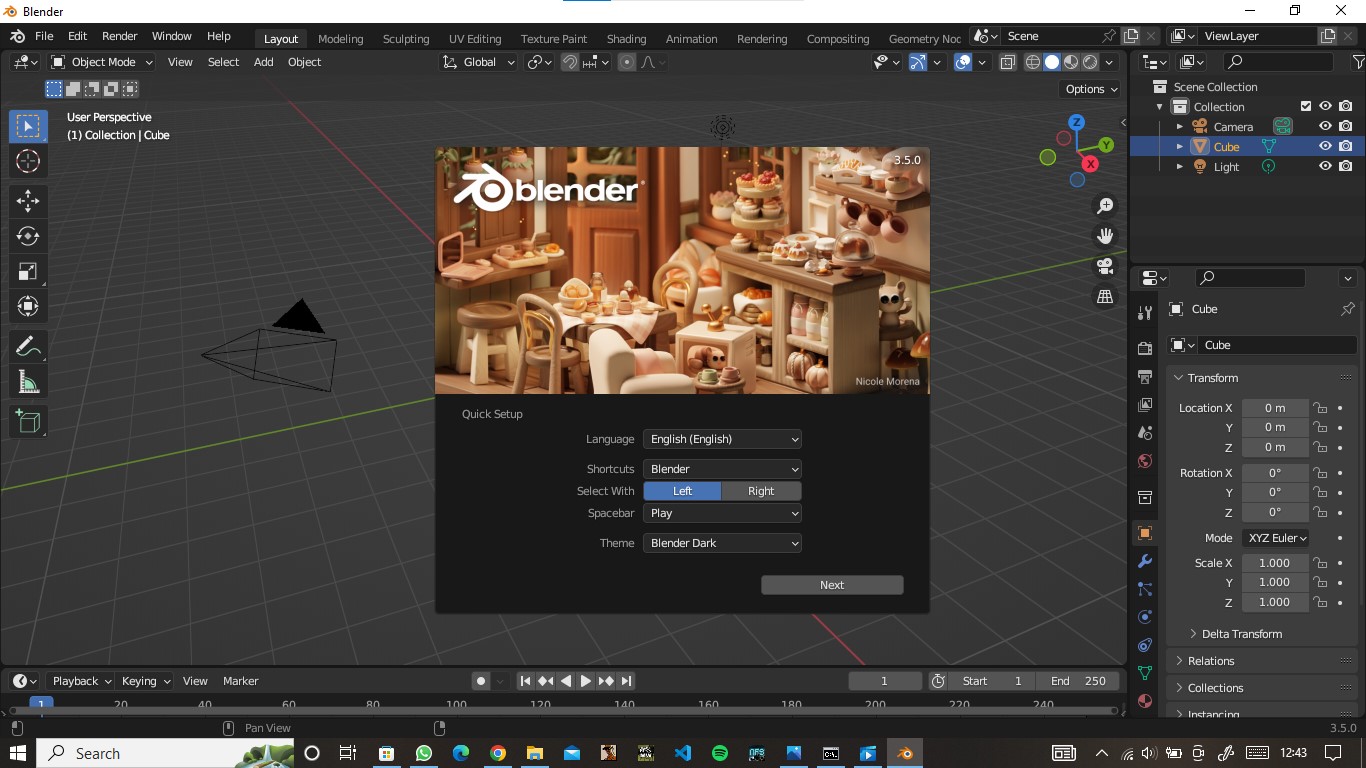 Blender
File Edit Render Window Help Layout Modeling Sculpting UV Editing Texture Paint Shading Animation Rendering Compositing Geometry Noc Scene ViewLayer
Object Mode View Select Add Object Global
Options
User Perspective
(1) Collection | Cube
Z
Y
X
3.5.0
blender
Nicole Morena
Quick Setup
Language English (English)
Shortcuts Blender
Select With Left Right
Spacebar Play
Theme Blender Dark
Next
Scene Collection
Collection
Camera
Cube
Light
Cube
Cube
Transform
Location X 0 m
Y 0 m
Z 0 m
Rotation X 0°
Y 0°
Z 0°
Mode XYZ Euler
Scale X 1.000
Y 1.000
Z 1.000
Delta Transform
Relations
Collections
Instancing
Playback Keying View Marker 1 Start 1 End 250
1 20 40 60 80 100 120 140 160 180 200 220 240
Pan View 3.5.0
Search 12:43